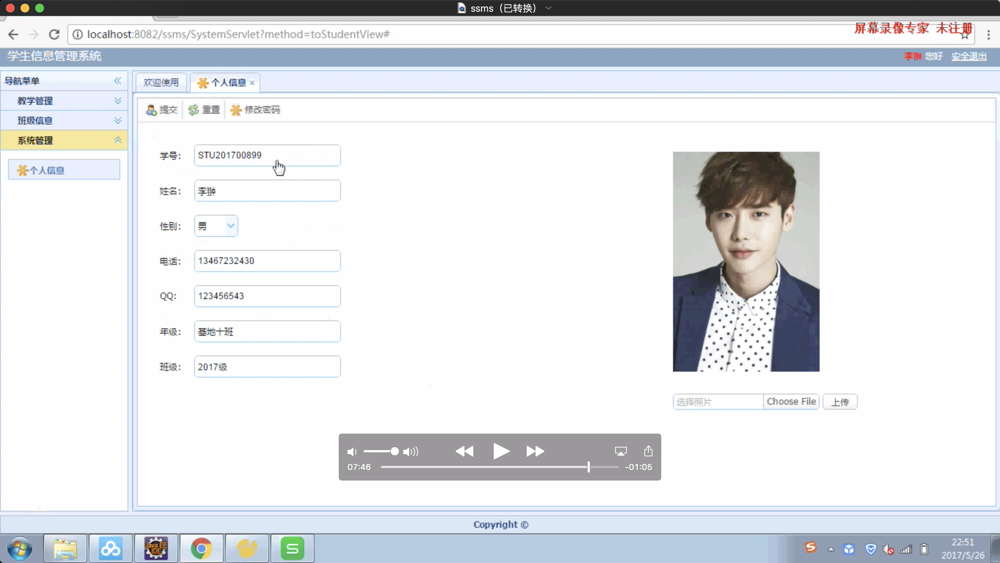 ssms（已转换）
localhost:8082/ssms/SystemServlet?method=toStudentView#
屏幕录像专家 未注册
学生信息管理系统
李翀 您好 安全退出
导航菜单
教学管理
班级信息
系统管理
个人信息
欢迎使用
个人信息
提交
重置
修改密码
学号: STU201700899
姓名: 李翀
性别: 男
电话: 13467232430
QQ: 123456543
年级: 基地十班
班级: 2017级
选择照片 Choose File 上传
07:46 -01:05
Copyright ©
Java EE
IDE
22:51
2017/5/26